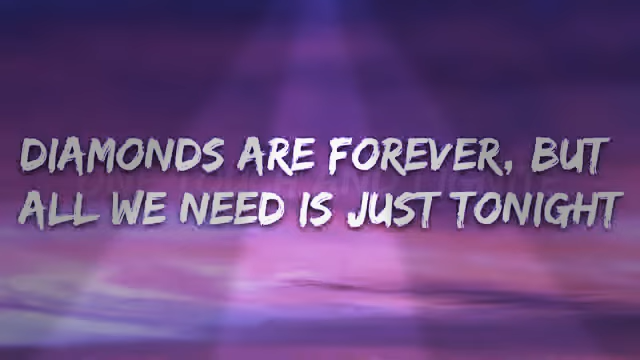 DIAMONDS ARE FOREVER, BUT
ALL WE NEED IS JUST TONIGHT